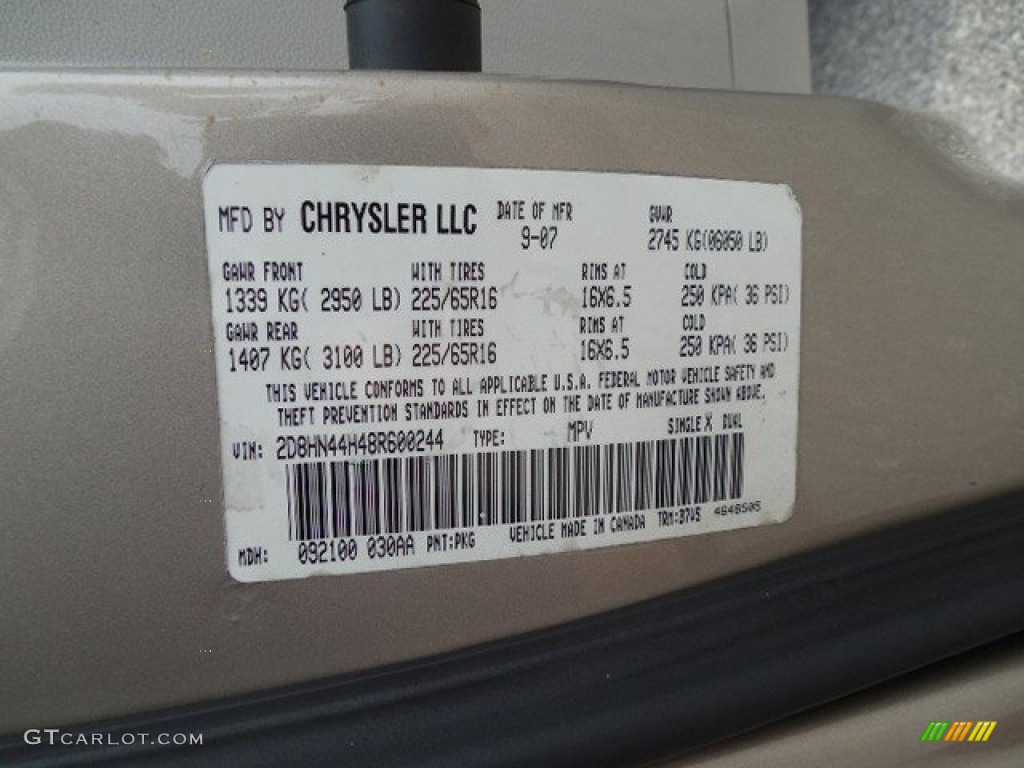 MFD BY CHRYSLER LLC DATE OF MFR GVWR
9-07 2745 KG(06050 LB)
GAWR FRONT WITH TIRES RIMS AT COLD
1339 KG( 2950 LB) 225/65R16 16X6.5 250 KPA( 36 PSI)
GAWR REAR WITH TIRES RIMS AT COLD
1407 KG( 3100 LB) 225/65R16 16X6.5 250 KPA( 36 PSI)
THIS VEHICLE CONFORMS TO ALL APPLICABLE U.S.A. FEDERAL MOTOR VEHICLE SAFETY AND
THEFT PREVENTION STANDARDS IN EFFECT ON THE DATE OF MANUFACTURE SHOWN ABOVE.
VIN: 2D8HN44H48R600244 TYPE: MPV SINGLE X DUAL
MDH: 092100 030AA PNT:PKG VEHICLE MADE IN CANADA TRM:B7V5 4648505
GTCARLOT.COM